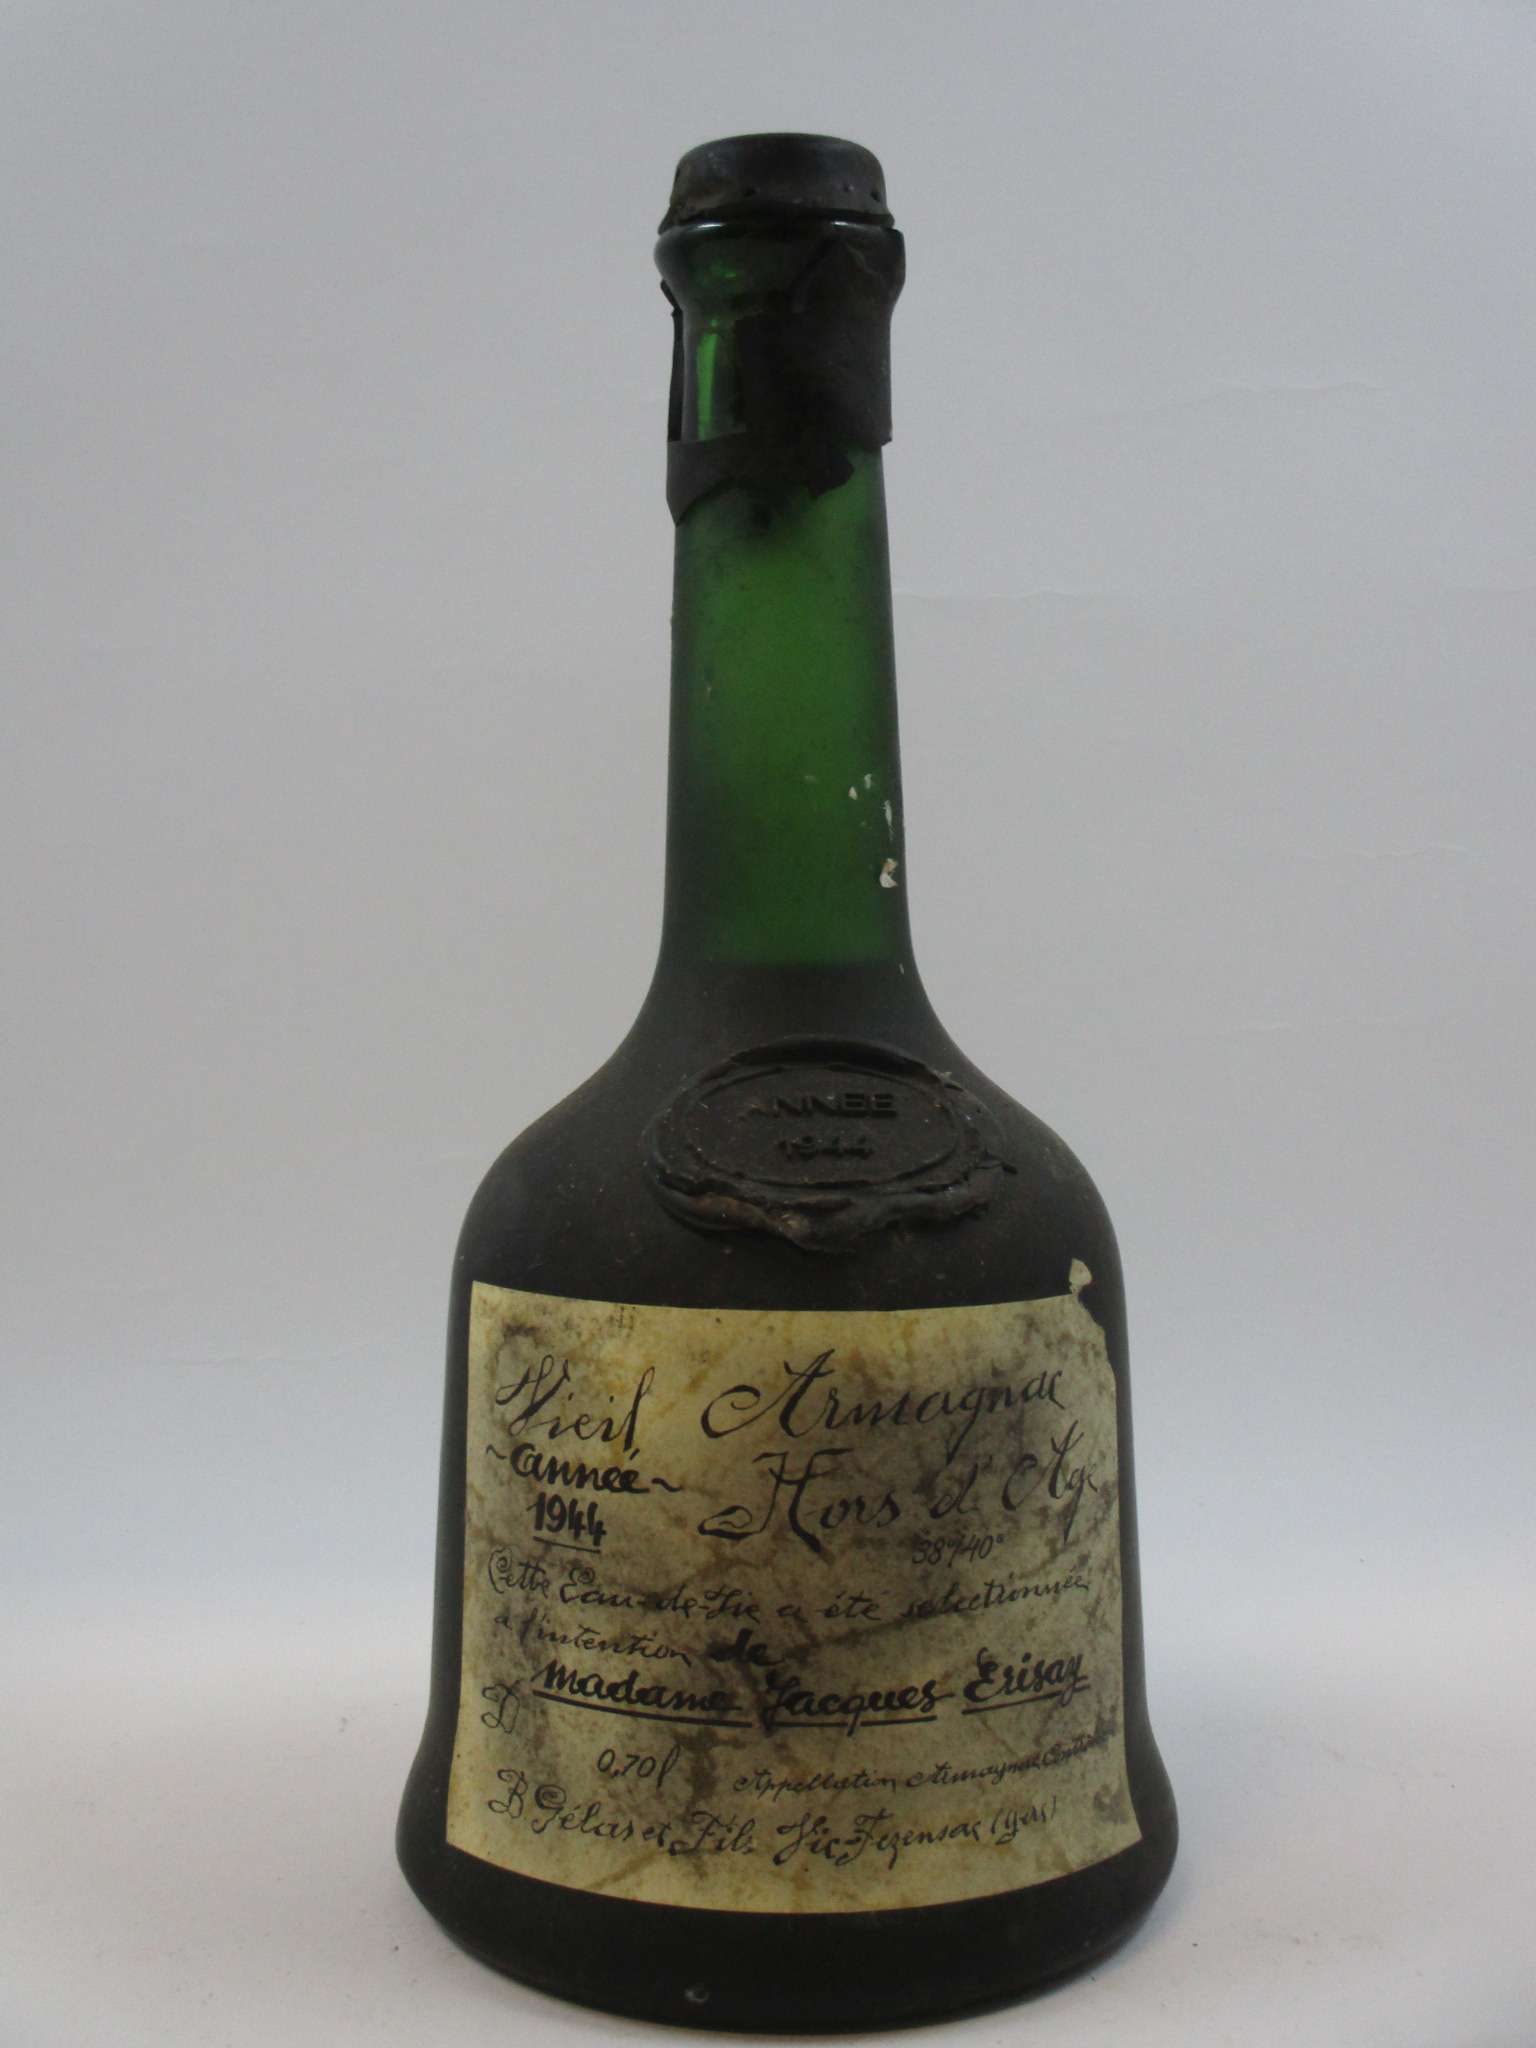 ANNEE
1944
Vieil Armagnac
~année~ Hors d'Age
1944
38°/40°
Cette Eau-de-Vie a été sélectionnée
a l'intention de
madame Jacques Erisay
D
0,70l Appellation Armagnac Contrôlée
B Gélas et Fils Vic-Fezensac (gers)